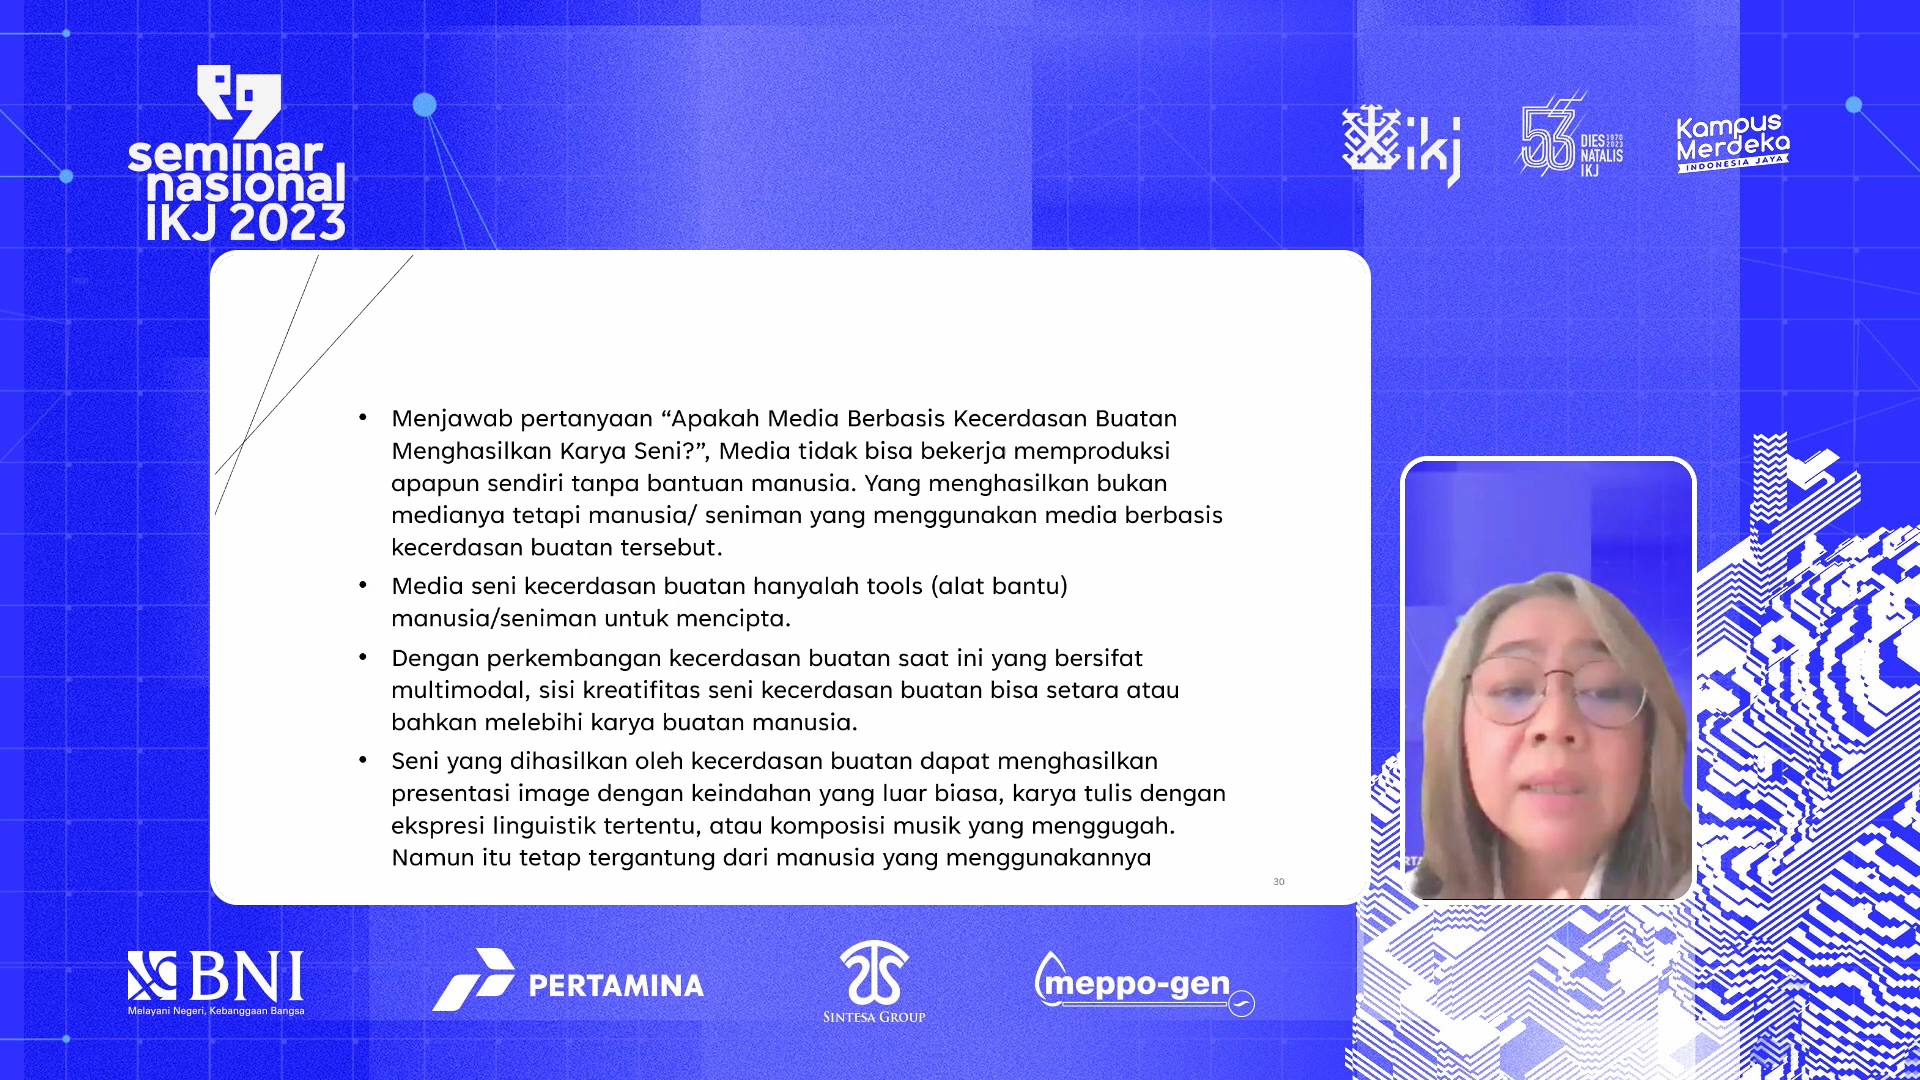 seminar
nasional
IKJ 2023
ikj
53
DIES 1970 2023
NATALIS
IKJ
Kampus
Merdeka
INDONESIA JAYA
• Menjawab pertanyaan “Apakah Media Berbasis Kecerdasan Buatan
Menghasilkan Karya Seni?”, Media tidak bisa bekerja memproduksi
apapun sendiri tanpa bantuan manusia. Yang menghasilkan bukan
medianya tetapi manusia/ seniman yang menggunakan media berbasis
kecerdasan buatan tersebut.
• Media seni kecerdasan buatan hanyalah tools (alat bantu)
manusia/seniman untuk mencipta.
• Dengan perkembangan kecerdasan buatan saat ini yang bersifat
multimodal, sisi kreatifitas seni kecerdasan buatan bisa setara atau
bahkan melebihi karya buatan manusia.
• Seni yang dihasilkan oleh kecerdasan buatan dapat menghasilkan
presentasi image dengan keindahan yang luar biasa, karya tulis dengan
ekspresi linguistik tertentu, atau komposisi musik yang menggugah.
Namun itu tetap tergantung dari manusia yang menggunakannya
30
BNI
Melayani Negeri, Kebanggaan Bangsa
PERTAMINA
SINTESA GROUP
meppo-gen